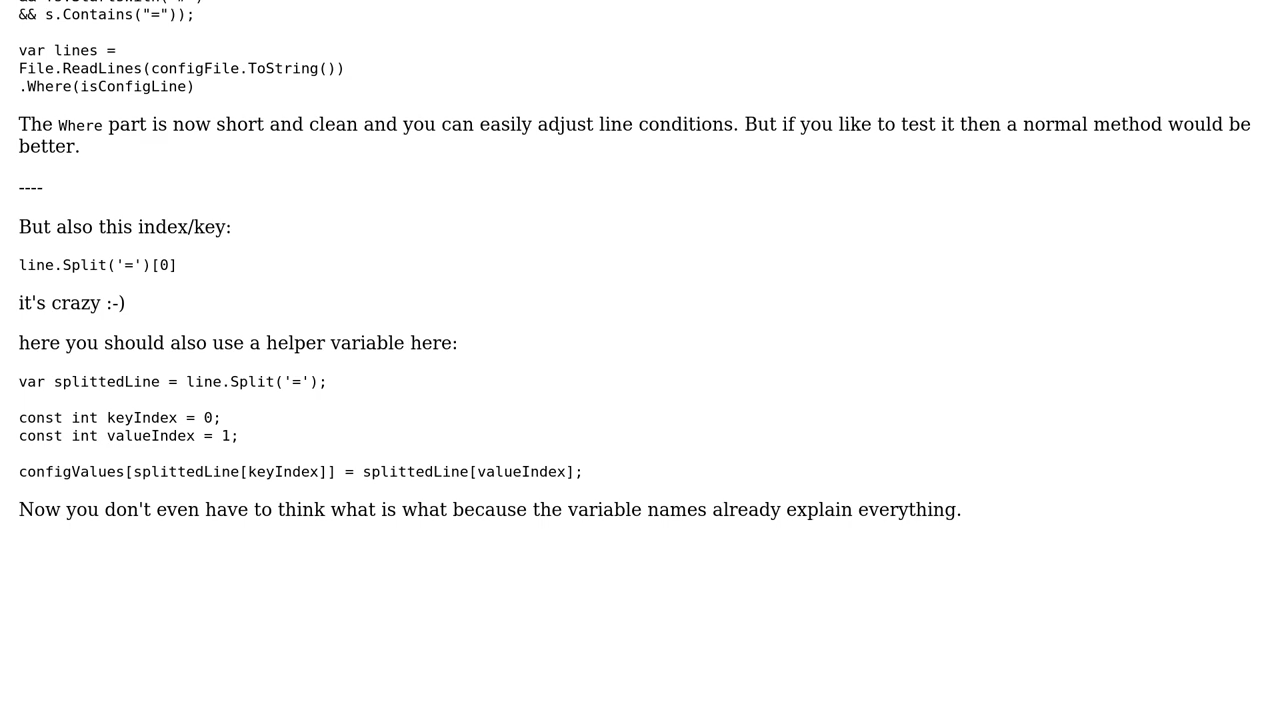 && s.Contains("="));
var lines =
File.ReadLines(configFile.ToString())
.Where(isConfigLine)
The Where part is now short and clean and you can easily adjust line conditions. But if you like to test it then a normal method would be
better.
----
But also this index/key:
line.Split('=')[0]
it's crazy :-)
here you should also use a helper variable here:
var splittedLine = line.Split('=');
const int keyIndex = 0;
const int valueIndex = 1;
configValues[splittedLine[keyIndex]] = splittedLine[valueIndex];
Now you don't even have to think what is what because the variable names already explain everything.